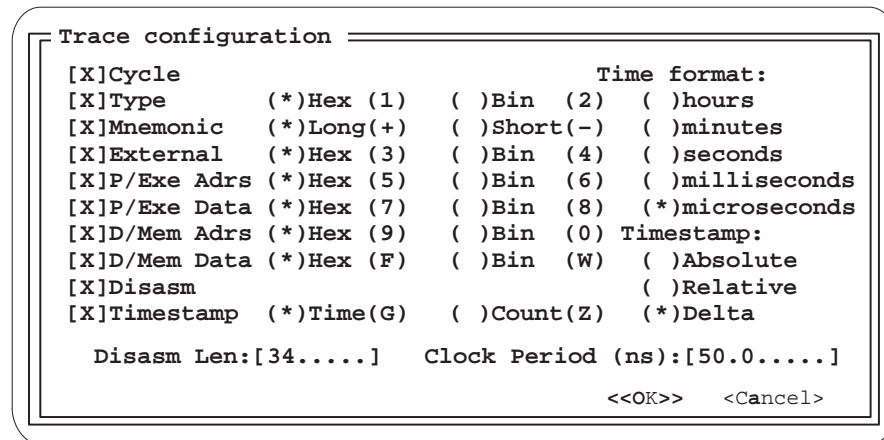 Trace configuration
[X]Cycle Time format:
[X]Type (*)Hex (1) ( )Bin (2) ( )hours
[X]Mnemonic (*)Long(+) ( )Short(−) ( )minutes
[X]External (*)Hex (3) ( )Bin (4) ( )seconds
[X]P/Exe Adrs (*)Hex (5) ( )Bin (6) ( )milliseconds
[X]P/Exe Data (*)Hex (7) ( )Bin (8) (*)microseconds
[X]D/Mem Adrs (*)Hex (9) ( )Bin (0) Timestamp:
[X]D/Mem Data (*)Hex (F) ( )Bin (W) ( )Absolute
[X]Disasm ( )Relative
[X]Timestamp (*)Time(G) ( )Count(Z) (*)Delta
Disasm Len:[34.....] Clock Period (ns):[50.0.....]
<<OK>> <Cancel>